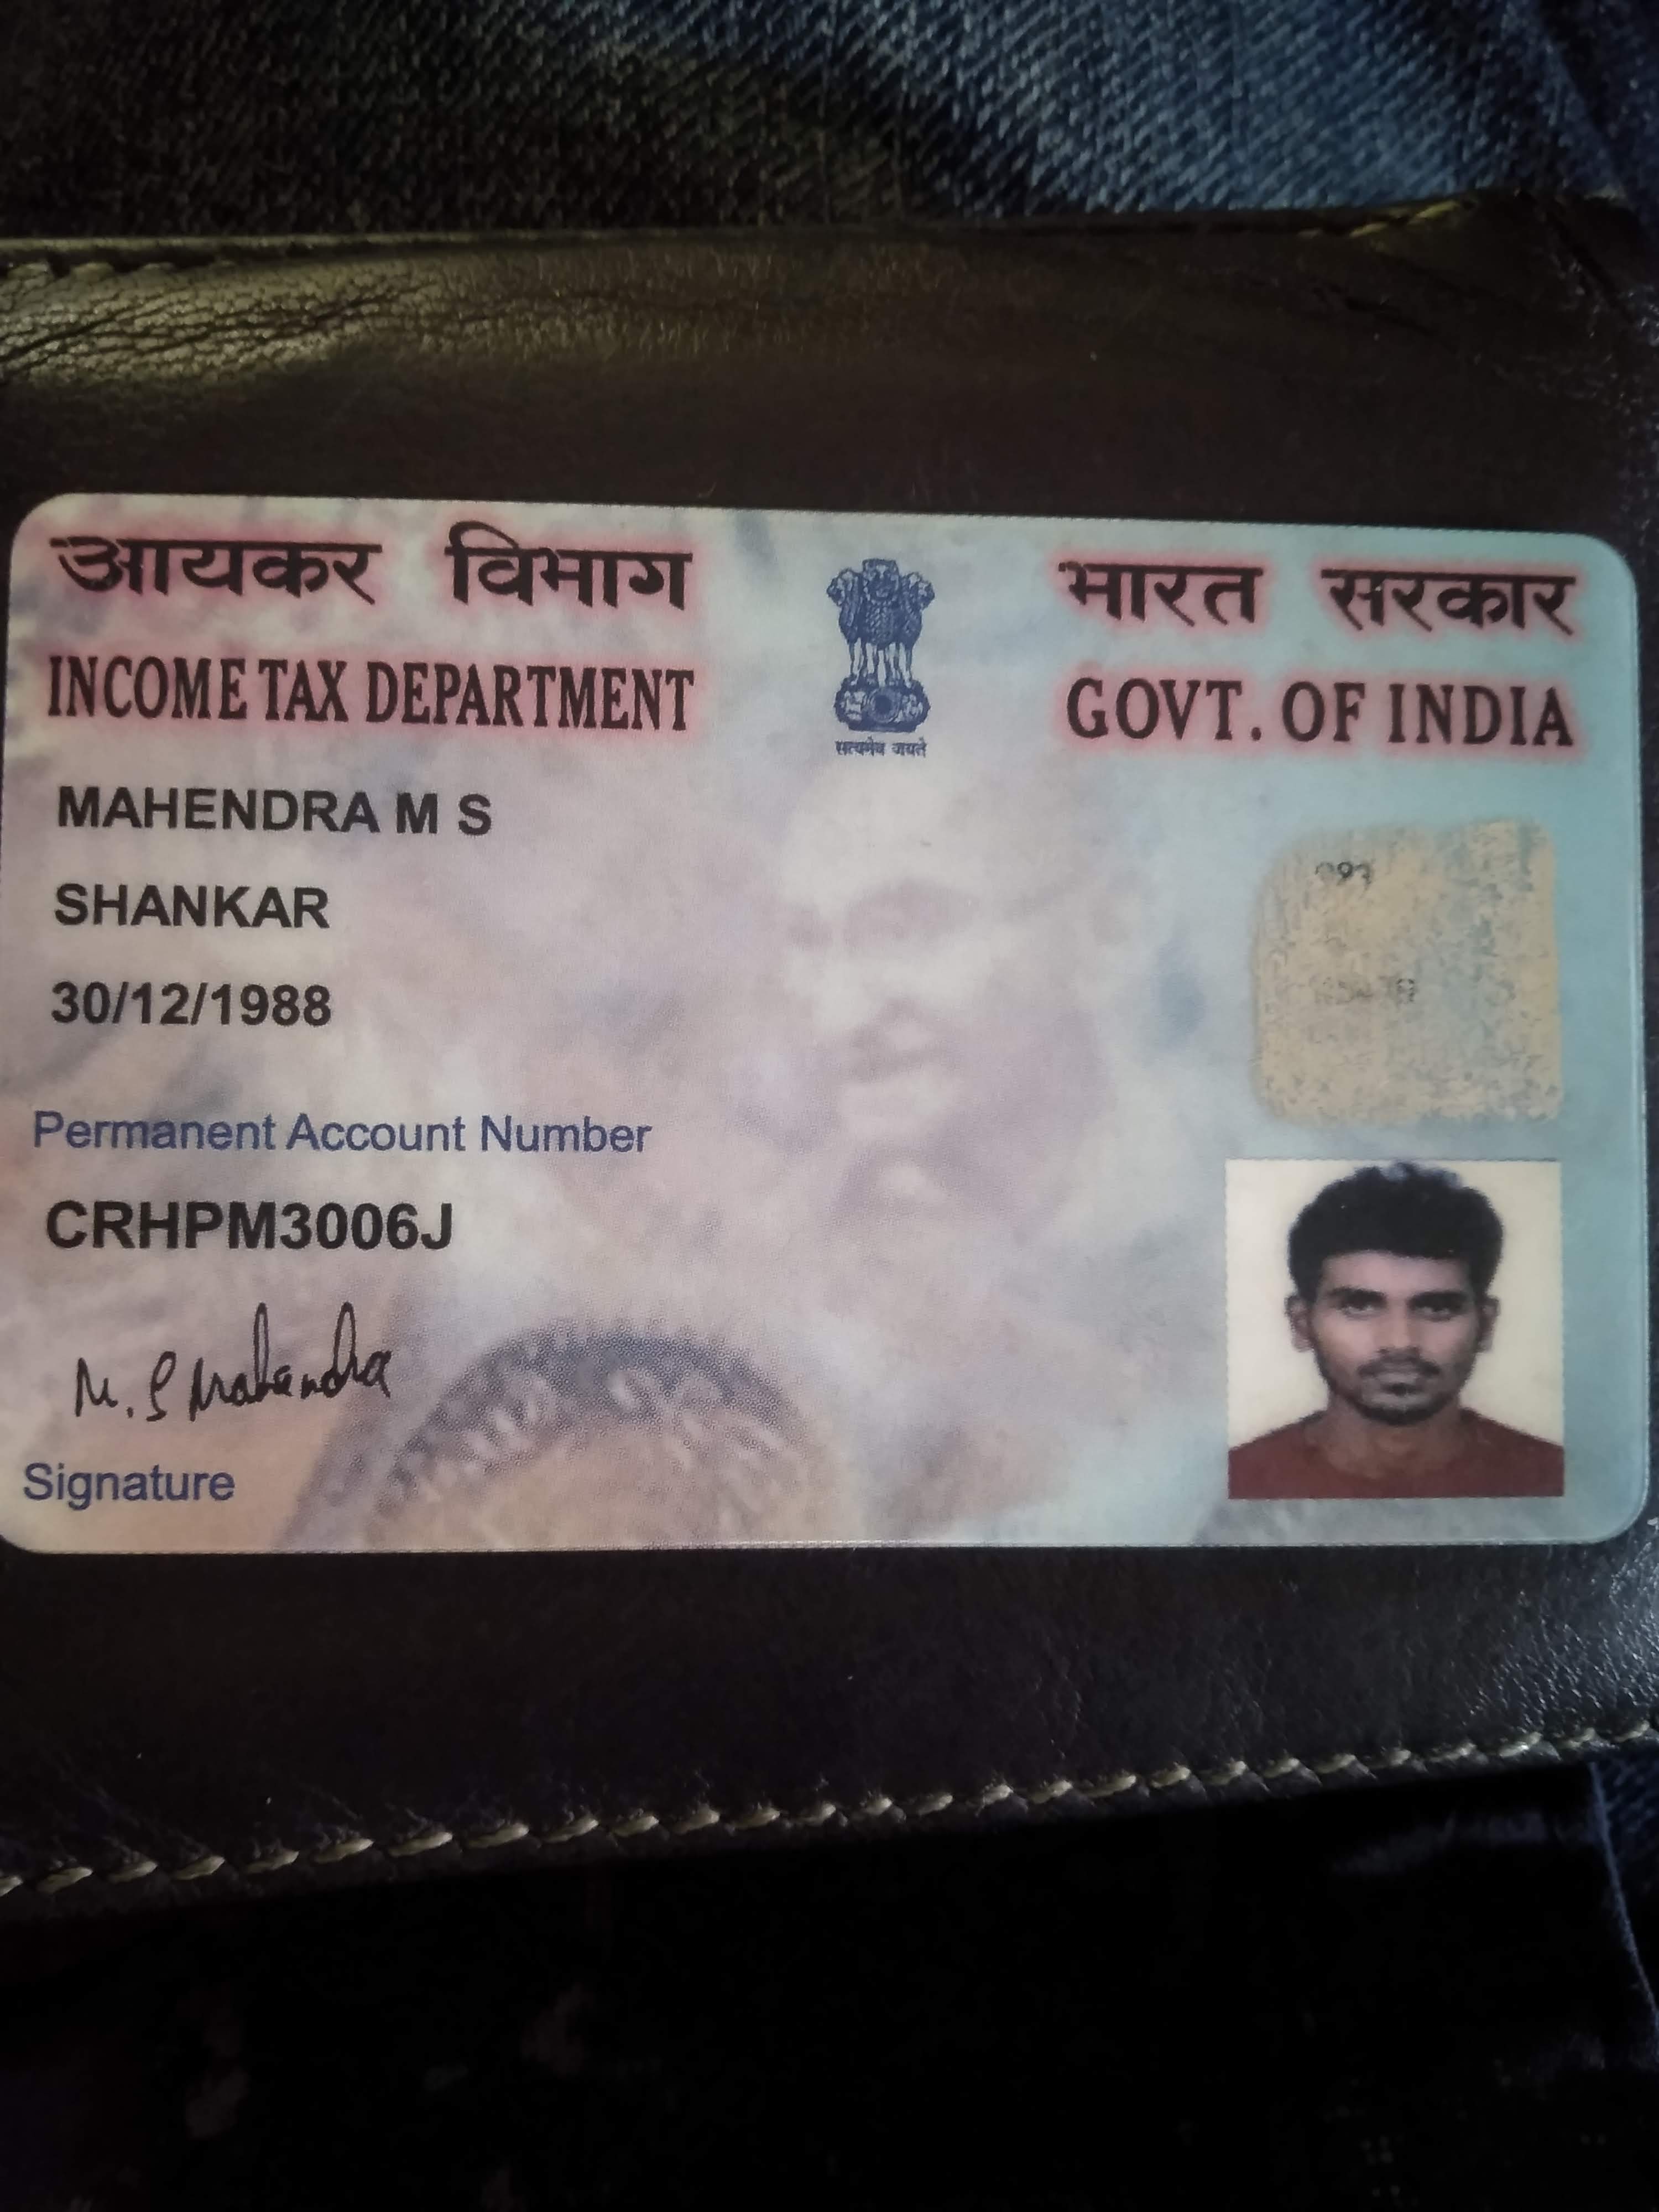 आयकर विभाग
INCOME TAX DEPARTMENT
भारत सरकार
GOVT. OF INDIA
सत्यमेव जयते
MAHENDRA M S
SHANKAR
30/12/1988
Permanent Account Number
CRHPM3006J
M. S Mahendra
Signature